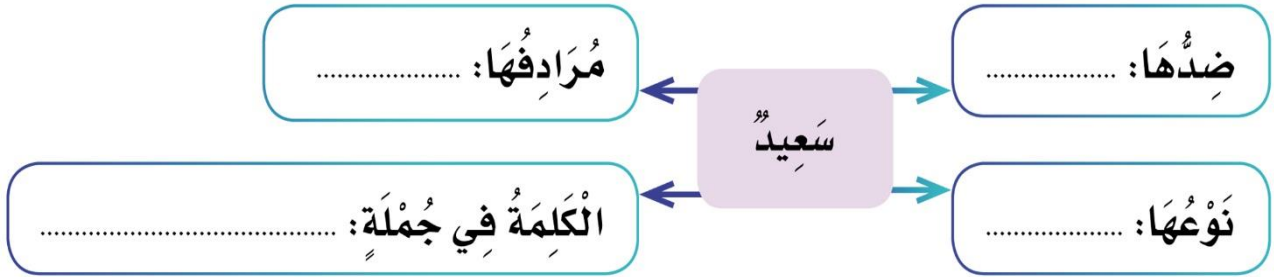 ضِدُّهَا: ....................
مُرَادِفُهَا: ......................
سَعِيدٌ
نَوْعُهَا: .....................
الْكَلِمَةُ فِي جُمْلَةٍ: .............................................